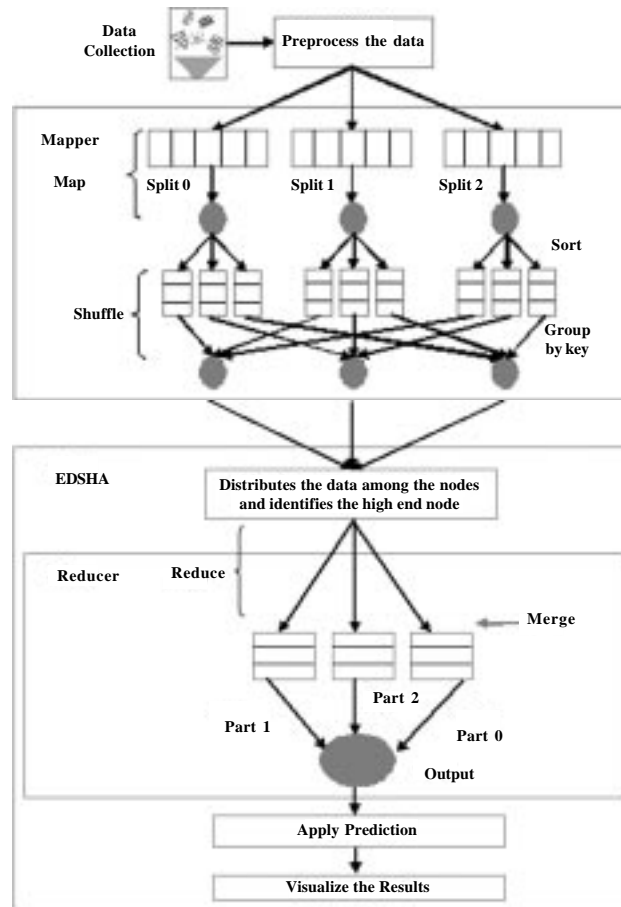 Data
Collection
Preprocess the data
Mapper
Map
Split 0
Split 1
Split 2
Sort
Shuffle
Group
by key
EDSHA
Distributes the data among the nodes
and identifies the high end node
Reducer
Reduce
Merge
Part 1
Part 2
Part 0
Output
Apply Prediction
Visualize the Results